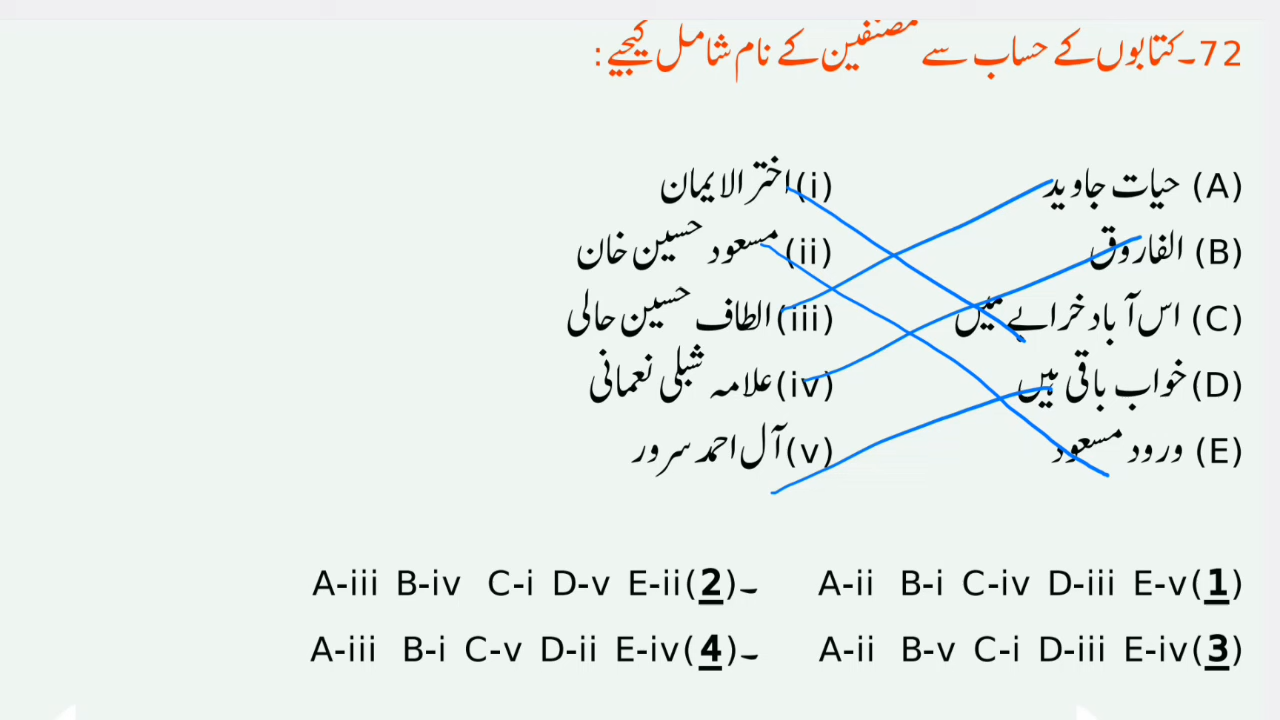 72۔کتابوں کے حساب سے مصنفین کے نام شامل کیجیے:
(A) حیات جاوید (i)اختر الایمان
(B) الفاروق (ii)مسعود حسین خان
(C) اس آباد خرابے میں (iii)الطاف حسین حالی
(D)خواب باقی ہیں (iv)علامہ شبلی نعمانی
(E) ورود مسعود (v)آل احمد سرور
A-ii B-i C-iv D-iii E-v(1) A-iii B-iv C-i D-v E-ii(2)۔
A-ii B-v C-i D-iii E-iv(3) A-iii B-i C-v D-ii E-iv(4)۔